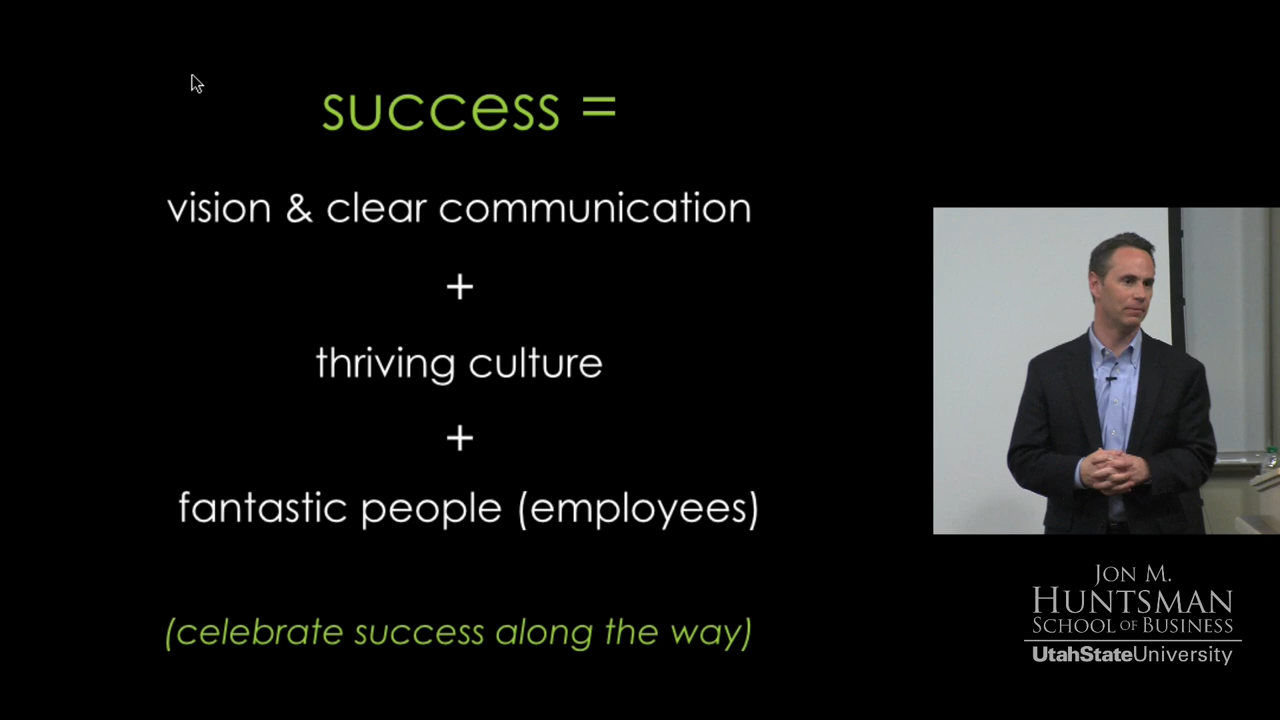 success =
vision & clear communication
+
thriving culture
+
fantastic people (employees)
(celebrate success along the way)
JON M.
HUNTSMAN
SCHOOL OF BUSINESS
UtahStateUniversity